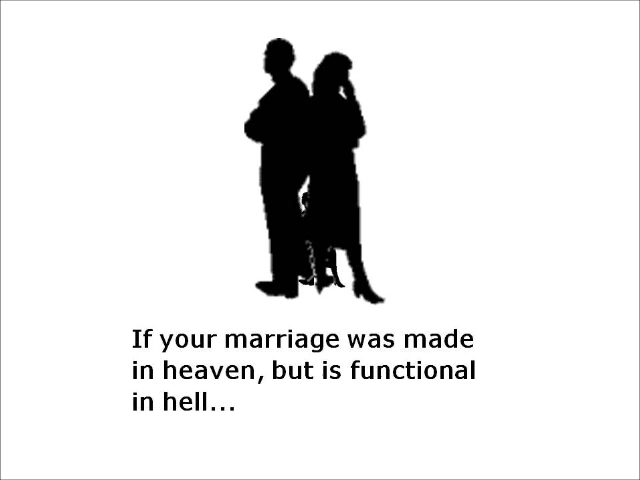 If your marriage was made
in heaven, but is functional
in hell...